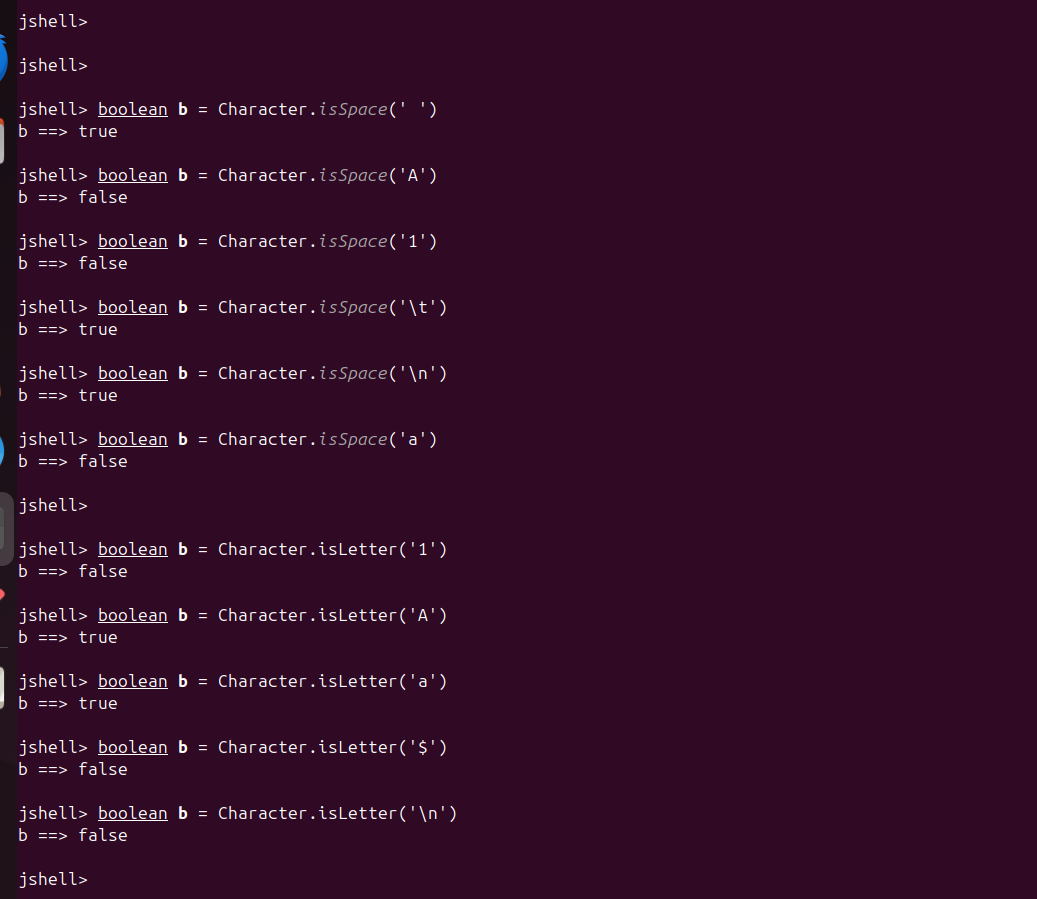 jshell>
jshell>
jshell> boolean b = Character.isSpace(' ')
b ==> true
jshell> boolean b = Character.isSpace('A')
b ==> false
jshell> boolean b = Character.isSpace('1')
b ==> false
jshell> boolean b = Character.isSpace('\t')
b ==> true
jshell> boolean b = Character.isSpace('\n')
b ==> true
jshell> boolean b = Character.isSpace('a')
b ==> false
jshell>
jshell> boolean b = Character.isLetter('1')
b ==> false
jshell> boolean b = Character.isLetter('A')
b ==> true
jshell> boolean b = Character.isLetter('a')
b ==> true
jshell> boolean b = Character.isLetter('$')
b ==> false
jshell> boolean b = Character.isLetter('\n')
b ==> false
jshell>